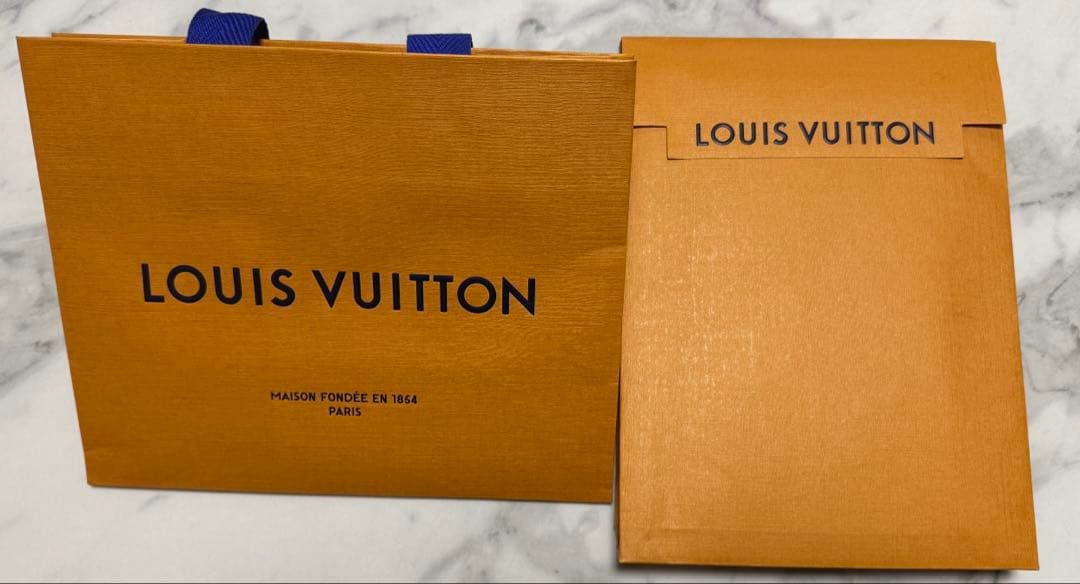 LOUIS VUITTON
MAISON FONDÉE EN 1854
PARIS
LOUIS VUITTON